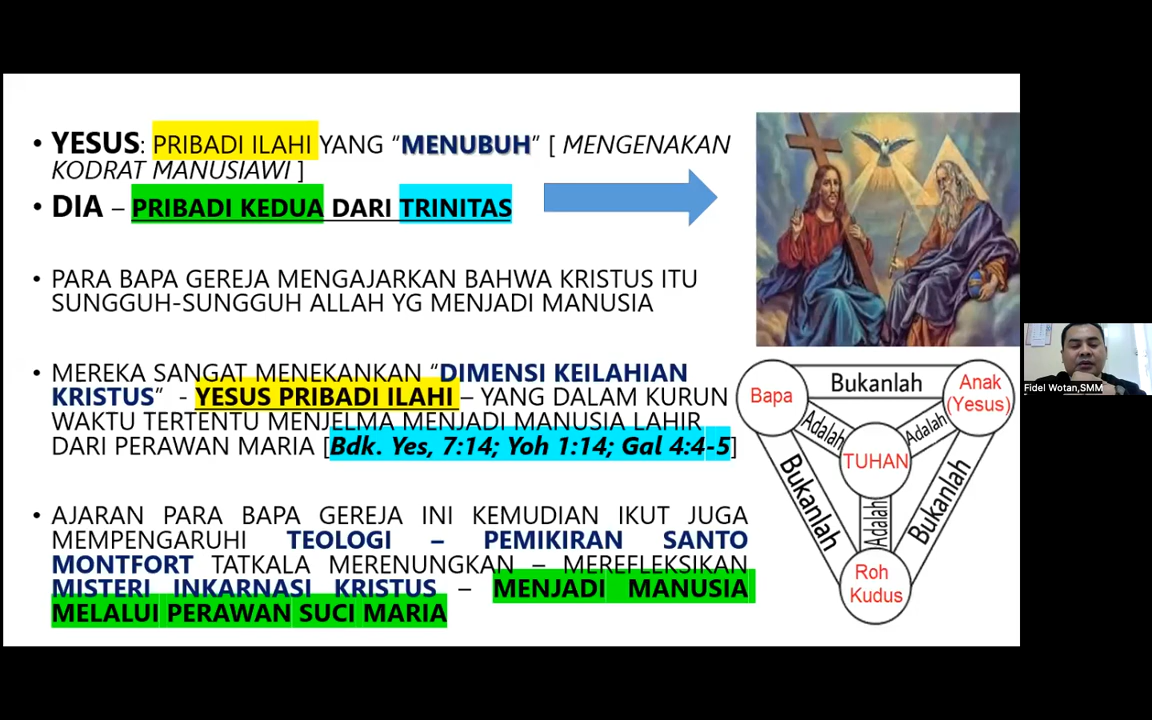 • YESUS: PRIBADI ILAHI YANG “MENUBUH” [ MENGENAKAN
KODRAT MANUSIAWI ]
• DIA – PRIBADI KEDUA DARI TRINITAS
• PARA BAPA GEREJA MENGAJARKAN BAHWA KRISTUS ITU
SUNGGUH-SUNGGUH ALLAH YG MENJADI MANUSIA
• MEREKA SANGAT MENEKANKAN “DIMENSI KEILAHIAN
KRISTUS” - YESUS PRIBADI ILAHI – YANG DALAM KURUN
WAKTU TERTENTU MENJELMA MENJADI MANUSIA LAHIR
DARI PERAWAN MARIA [Bdk. Yes, 7:14; Yoh 1:14; Gal 4:4-5]
• AJARAN PARA BAPA GEREJA INI KEMUDIAN IKUT JUGA
MEMPENGARUHI TEOLOGI – PEMIKIRAN SANTO
MONTFORT TATKALA MERENUNGKAN – MEREFLEKSIKAN
MISTERI INKARNASI KRISTUS – MENJADI MANUSIA
MELALUI PERAWAN SUCI MARIA
Bapa
Bukanlah
Anak
(Yesus)
Adalah
Adalah
TUHAN
Bukanlah
Adalah
Bukanlah
Roh
Kudus
Fidel Wotan,SMM